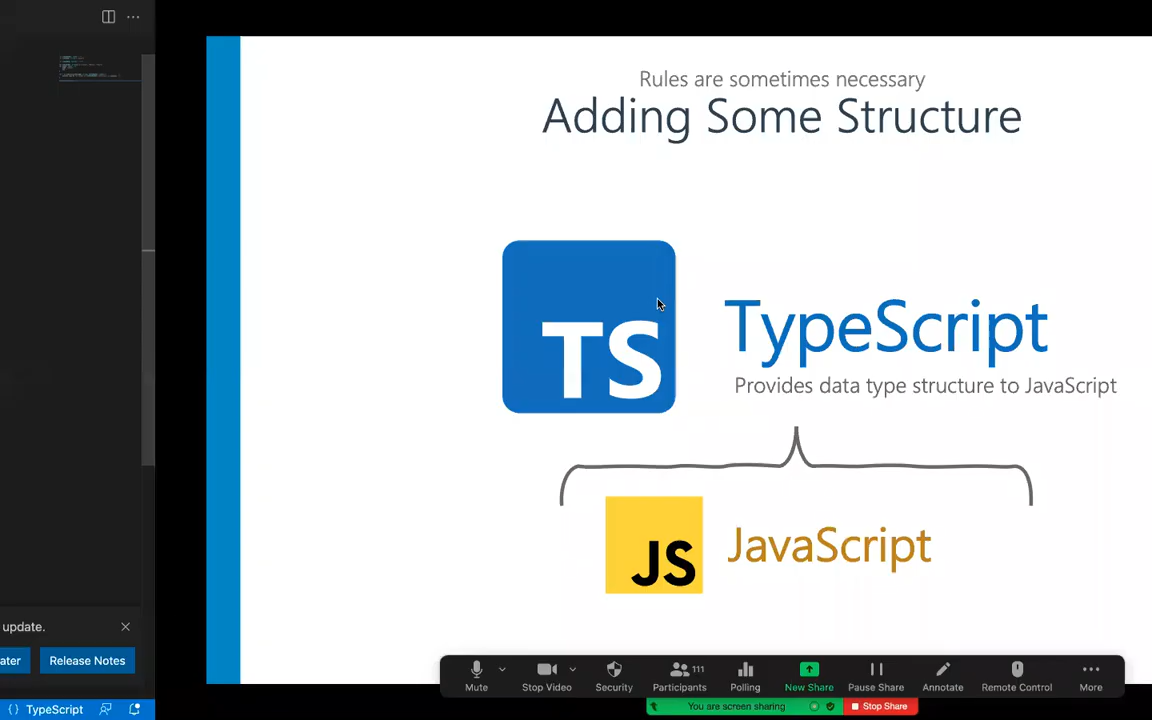 Rules are sometimes necessary
Adding Some Structure
TS
TypeScript
Provides data type structure to JavaScript
JS
JavaScript
update.
ater
Release Notes
{ } TypeScript
Mute
Stop Video
Security
111
Participants
Polling
New Share
Pause Share
Annotate
Remote Control
More
You are screen sharing
Stop Share